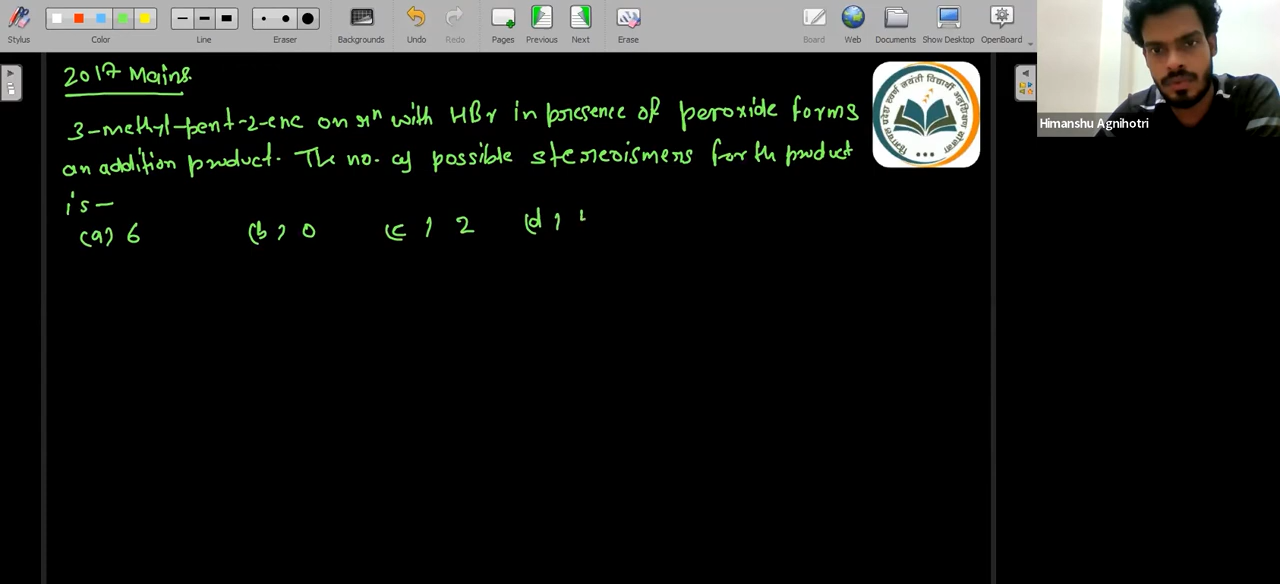 Stylus
Color
Line
Eraser
Backgrounds
Undo
Redo
Pages
Previous
Next
Erase
Board
Web
Documents
Show Desktop
OpenBoard
Himanshu Agnihotri
2017 Mains.
3-methyl-pent-2-ene on rxn with HBr in presence of peroxide forms
an addition product. The no. of possible stereoismers for th product
is-
(a) 6 (b) 0 (c) 2 (d)